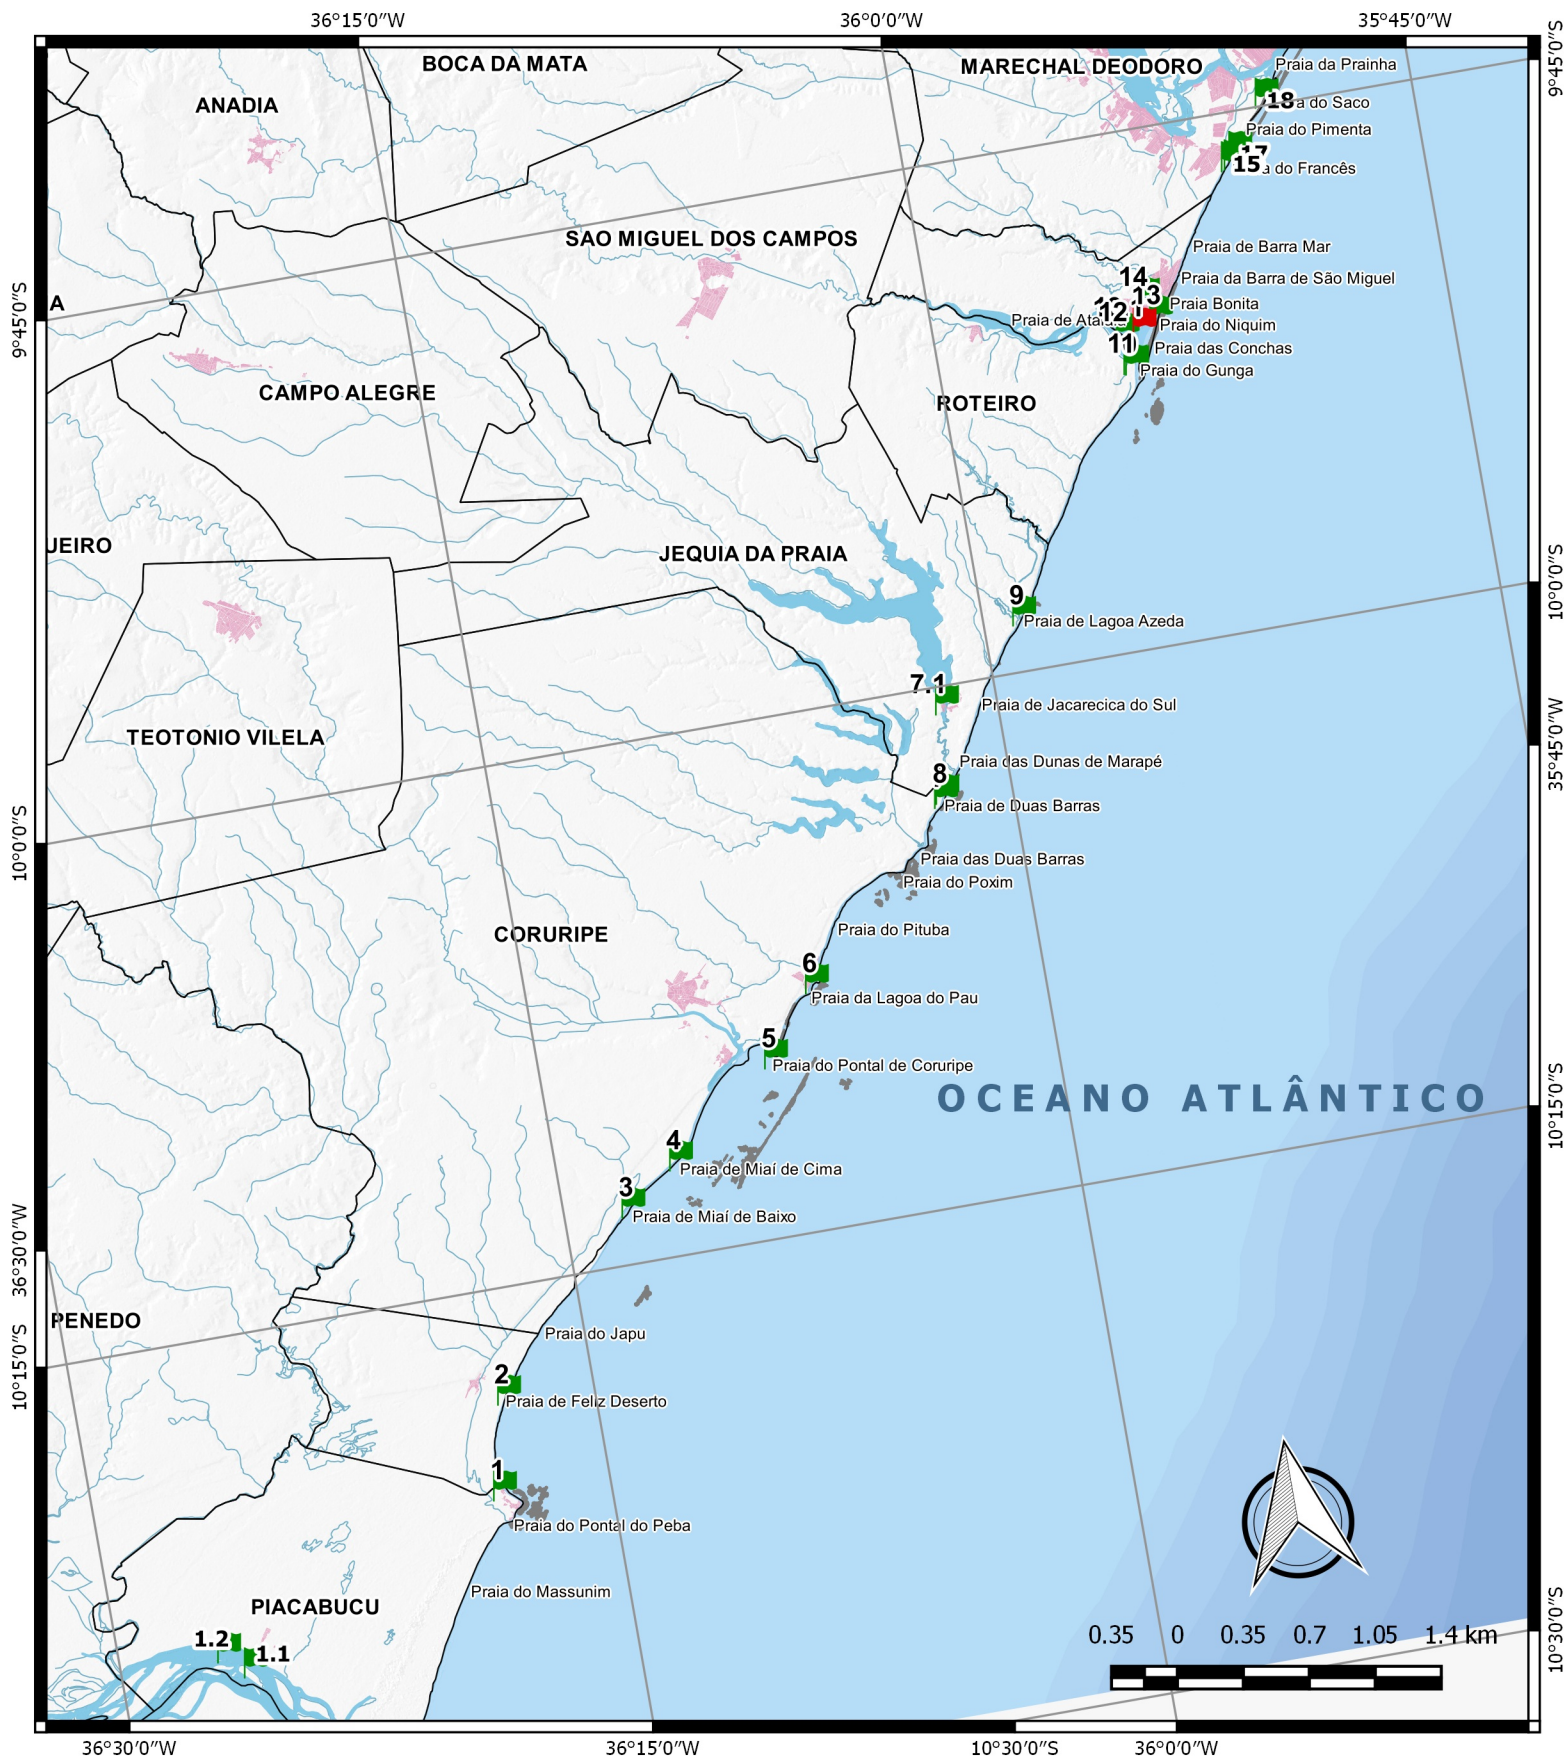 36°15'0"W
36°0'0"W
35°45'0"W
9°45'0"S
BOCA DA MATA
MARECHAL DEODORO
Praia da Prainha
ANADIA
18
a do Saco
Praia do Pimenta
17
15
a do Francês
SAO MIGUEL DOS CAMPOS
Praia de Barra Mar
14
Praia da Barra de São Miguel
13
A
12
Praia Bonita
9°45'0"S
Praia de Atalaia
Praia do Niquim
11
Praia das Conchas
Praia do Gunga
CAMPO ALEGRE
ROTEIRO
JEIRO
JEQUIA DA PRAIA
10°0'0"S
9
Praia de Lagoa Azeda
7.1
Praia de Jacarecica do Sul
TEOTONIO VILELA
35°45'0"W
Praia das Dunas de Marapé
8
Praia de Duas Barras
10°0'0"S
Praia das Duas Barras
Praia do Poxim
CORURIPE
Praia do Pituba
6
Praia da Lagoa do Pau
5
Praia do Pontal de Coruripe
OCEANO ATLÂNTICO
10°15'0"S
4
Praia de Miaí de Cima
3
Praia de Miaí de Baixo
36°30'0"W
PENEDO
Praia do Japu
10°15'0"S
2
Praia de Feliz Deserto
1
Praia do Pontal do Peba
Praia do Massunim
PIACABUCU
1.2
1.1
0.35 0 0.35 0.7 1.05 1.4 km
10°30'0"S
36°30'0"W
36°15'0"W
10°30'0"S
36°0'0"W